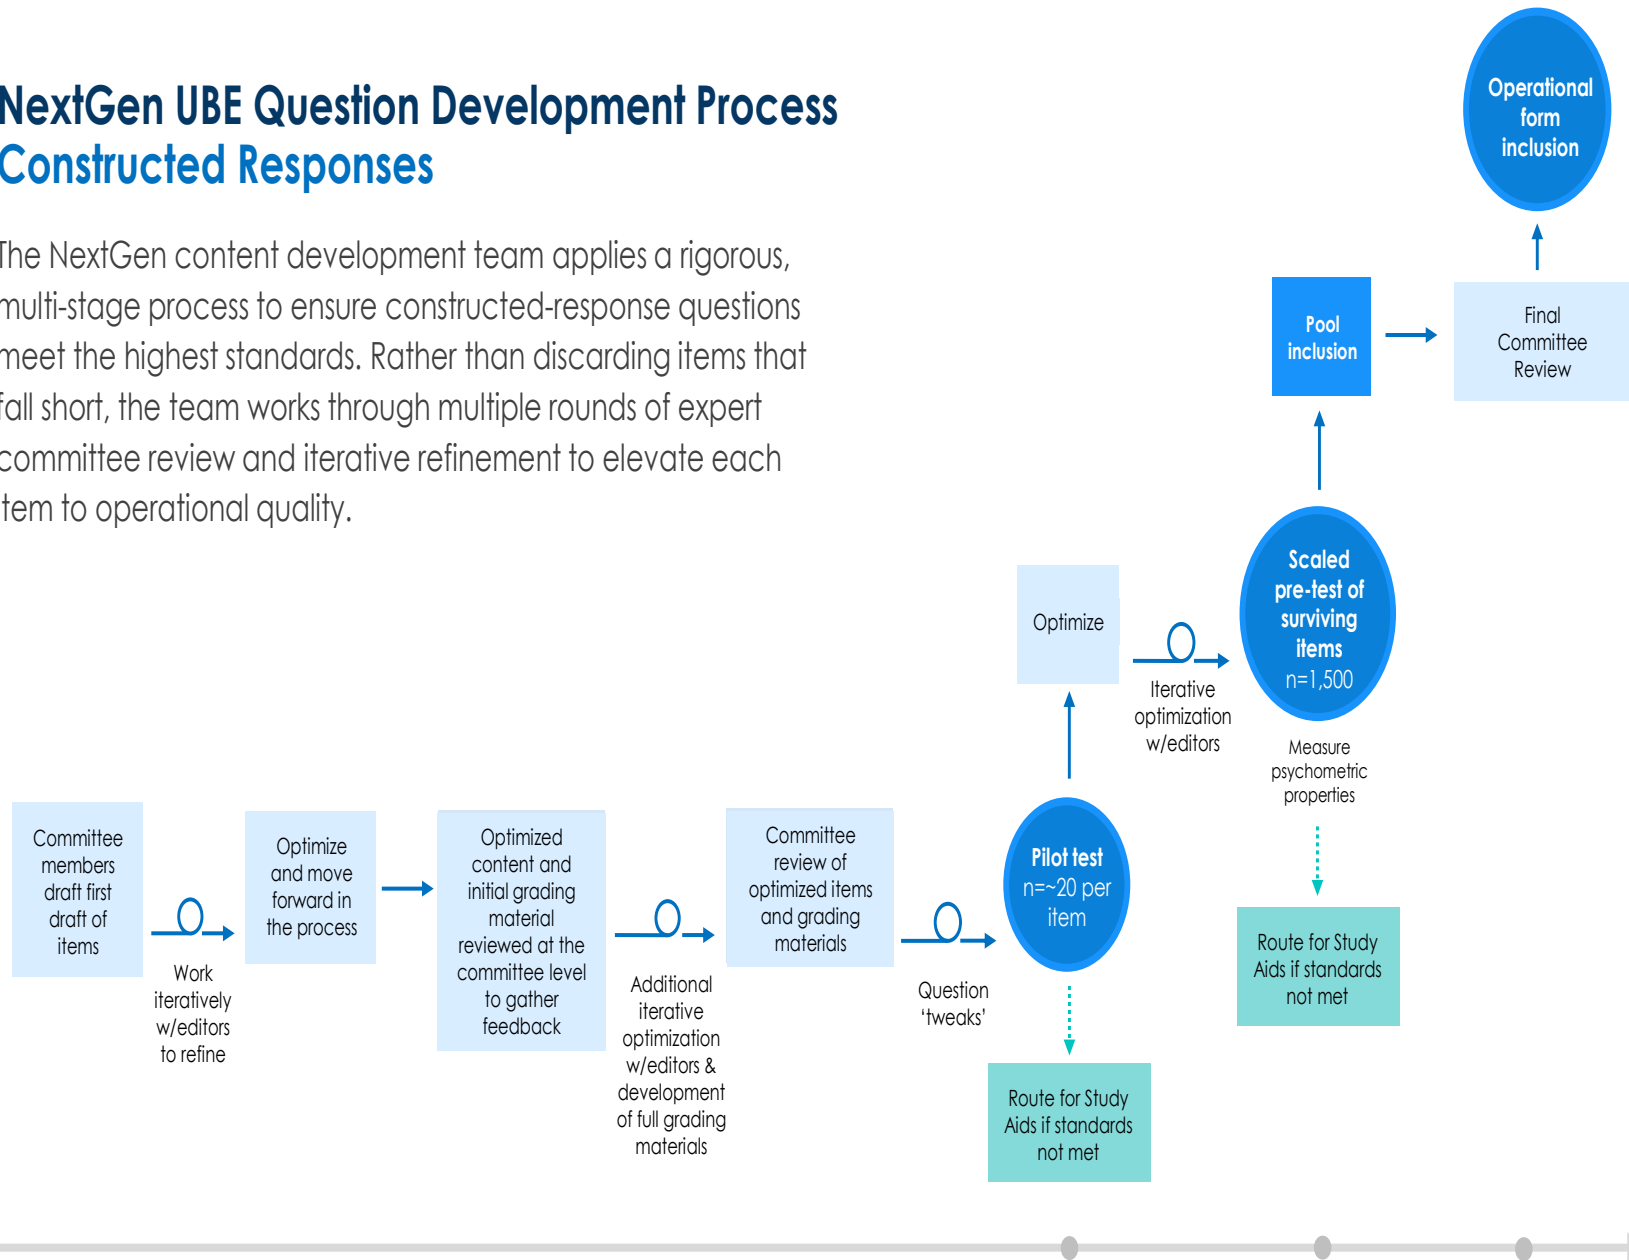 NextGen UBE Question Development Process
Constructed Responses
The NextGen content development team applies a rigorous,
multi-stage process to ensure constructed-response questions
meet the highest standards. Rather than discarding items that
fall short, the team works through multiple rounds of expert
committee review and iterative refinement to elevate each
item to operational quality.
Committee
members
draft first
draft of
items
Work
iteratively
w/editors
to refine
Optimize
and move
forward in
the process
Optimized
content and
initial grading
material
reviewed at the
committee level
to gather
feedback
Additional
iterative
optimization
w/editors &
development
of full grading
materials
Committee
review of
optimized items
and grading
materials
Question
‘tweaks’
Pilot test
n=~20 per
item
Route for Study
Aids if standards
not met
Optimize
Iterative
optimization
w/editors
Scaled
pre-test of
surviving
items
n=1,500
Measure
psychometric
properties
Route for Study
Aids if standards
not met
Pool
inclusion
Final
Committee
Review
Operational
form
inclusion